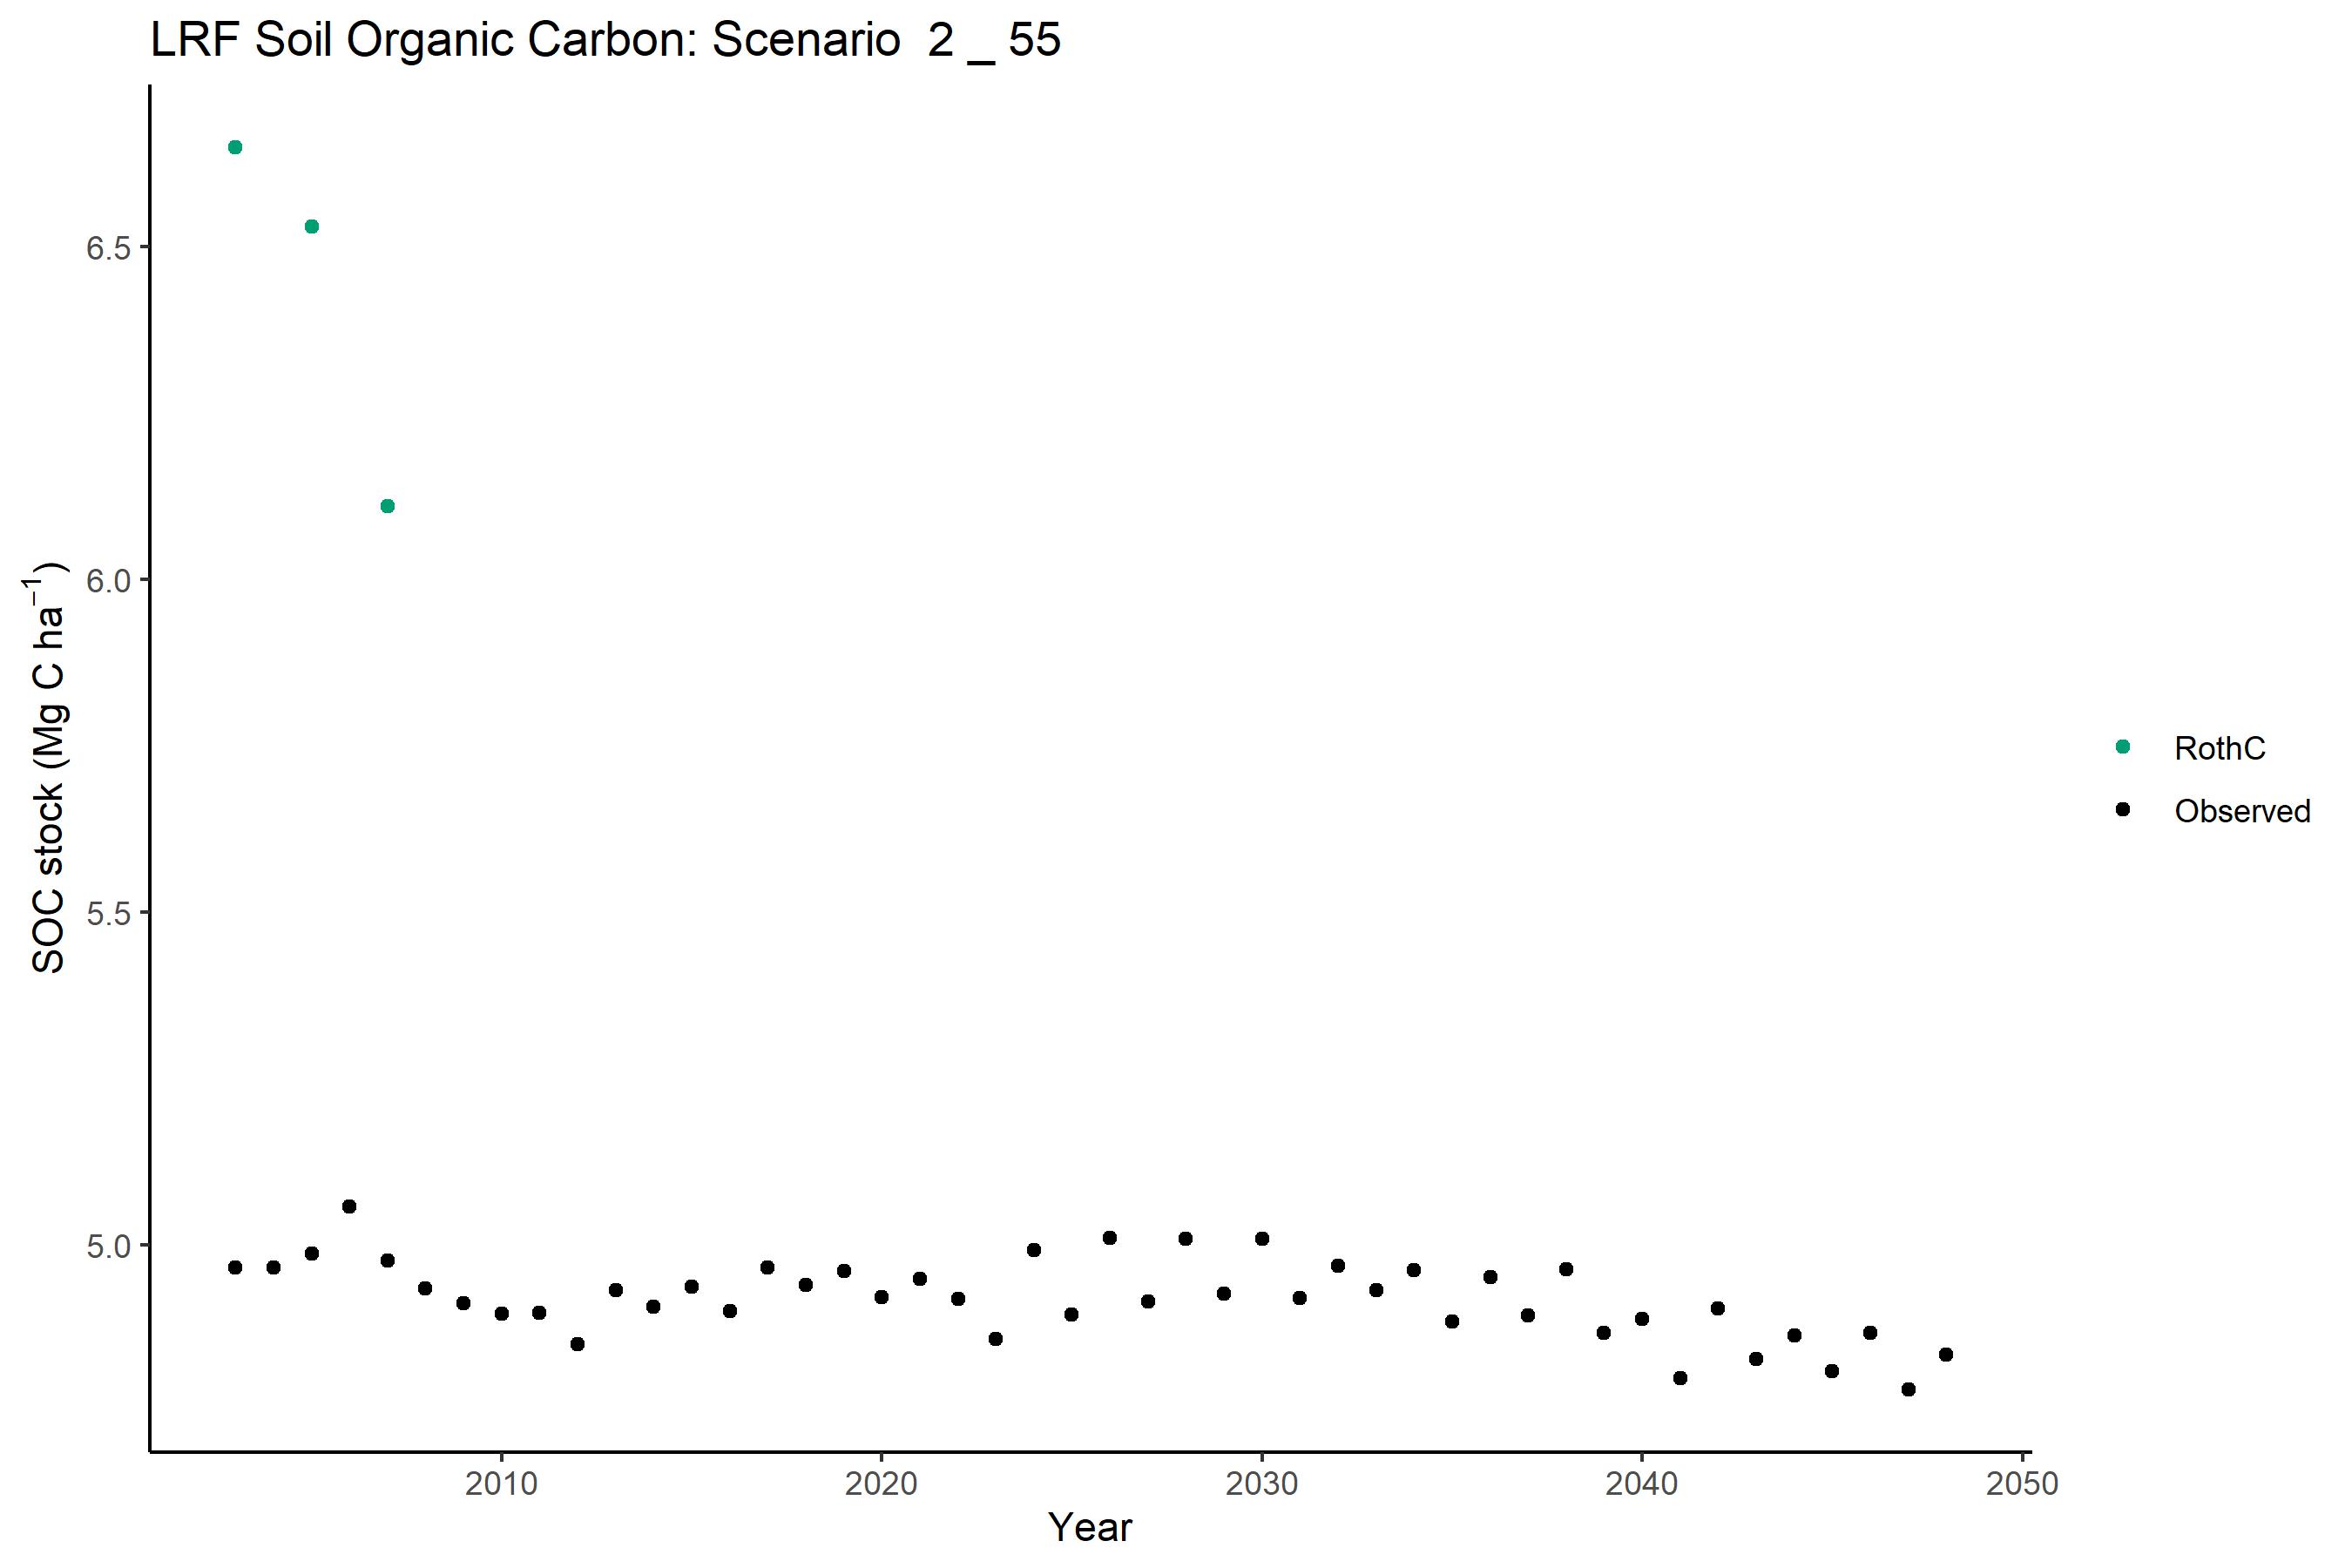 LRF Soil Organic Carbon: Scenario  2 _ 55
SOC stock (Mg C ha−1)
6.5
6.0
5.5
5.0
2010 2020 2030 2040 2050
Year
RothC
Observed